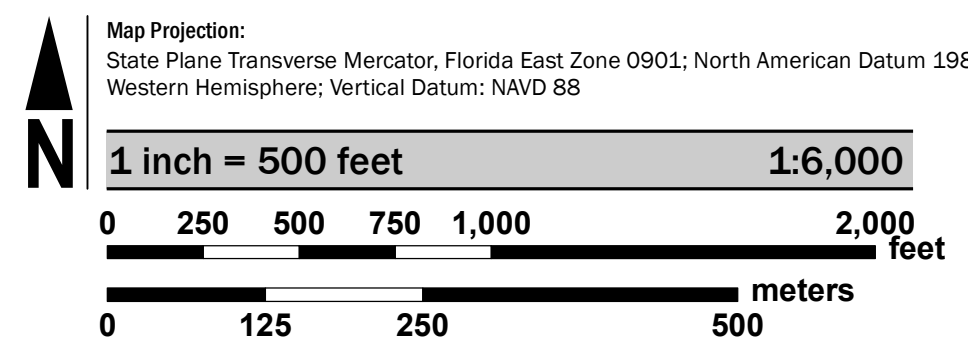 Map Projection:
State Plane Transverse Mercator, Florida East Zone 0901; North American Datum 198
Western Hemisphere; Vertical Datum: NAVD 88
N
1 inch = 500 feet 1:6,000
0 250 500 750 1,000 2,000
feet
meters
0 125 250 500